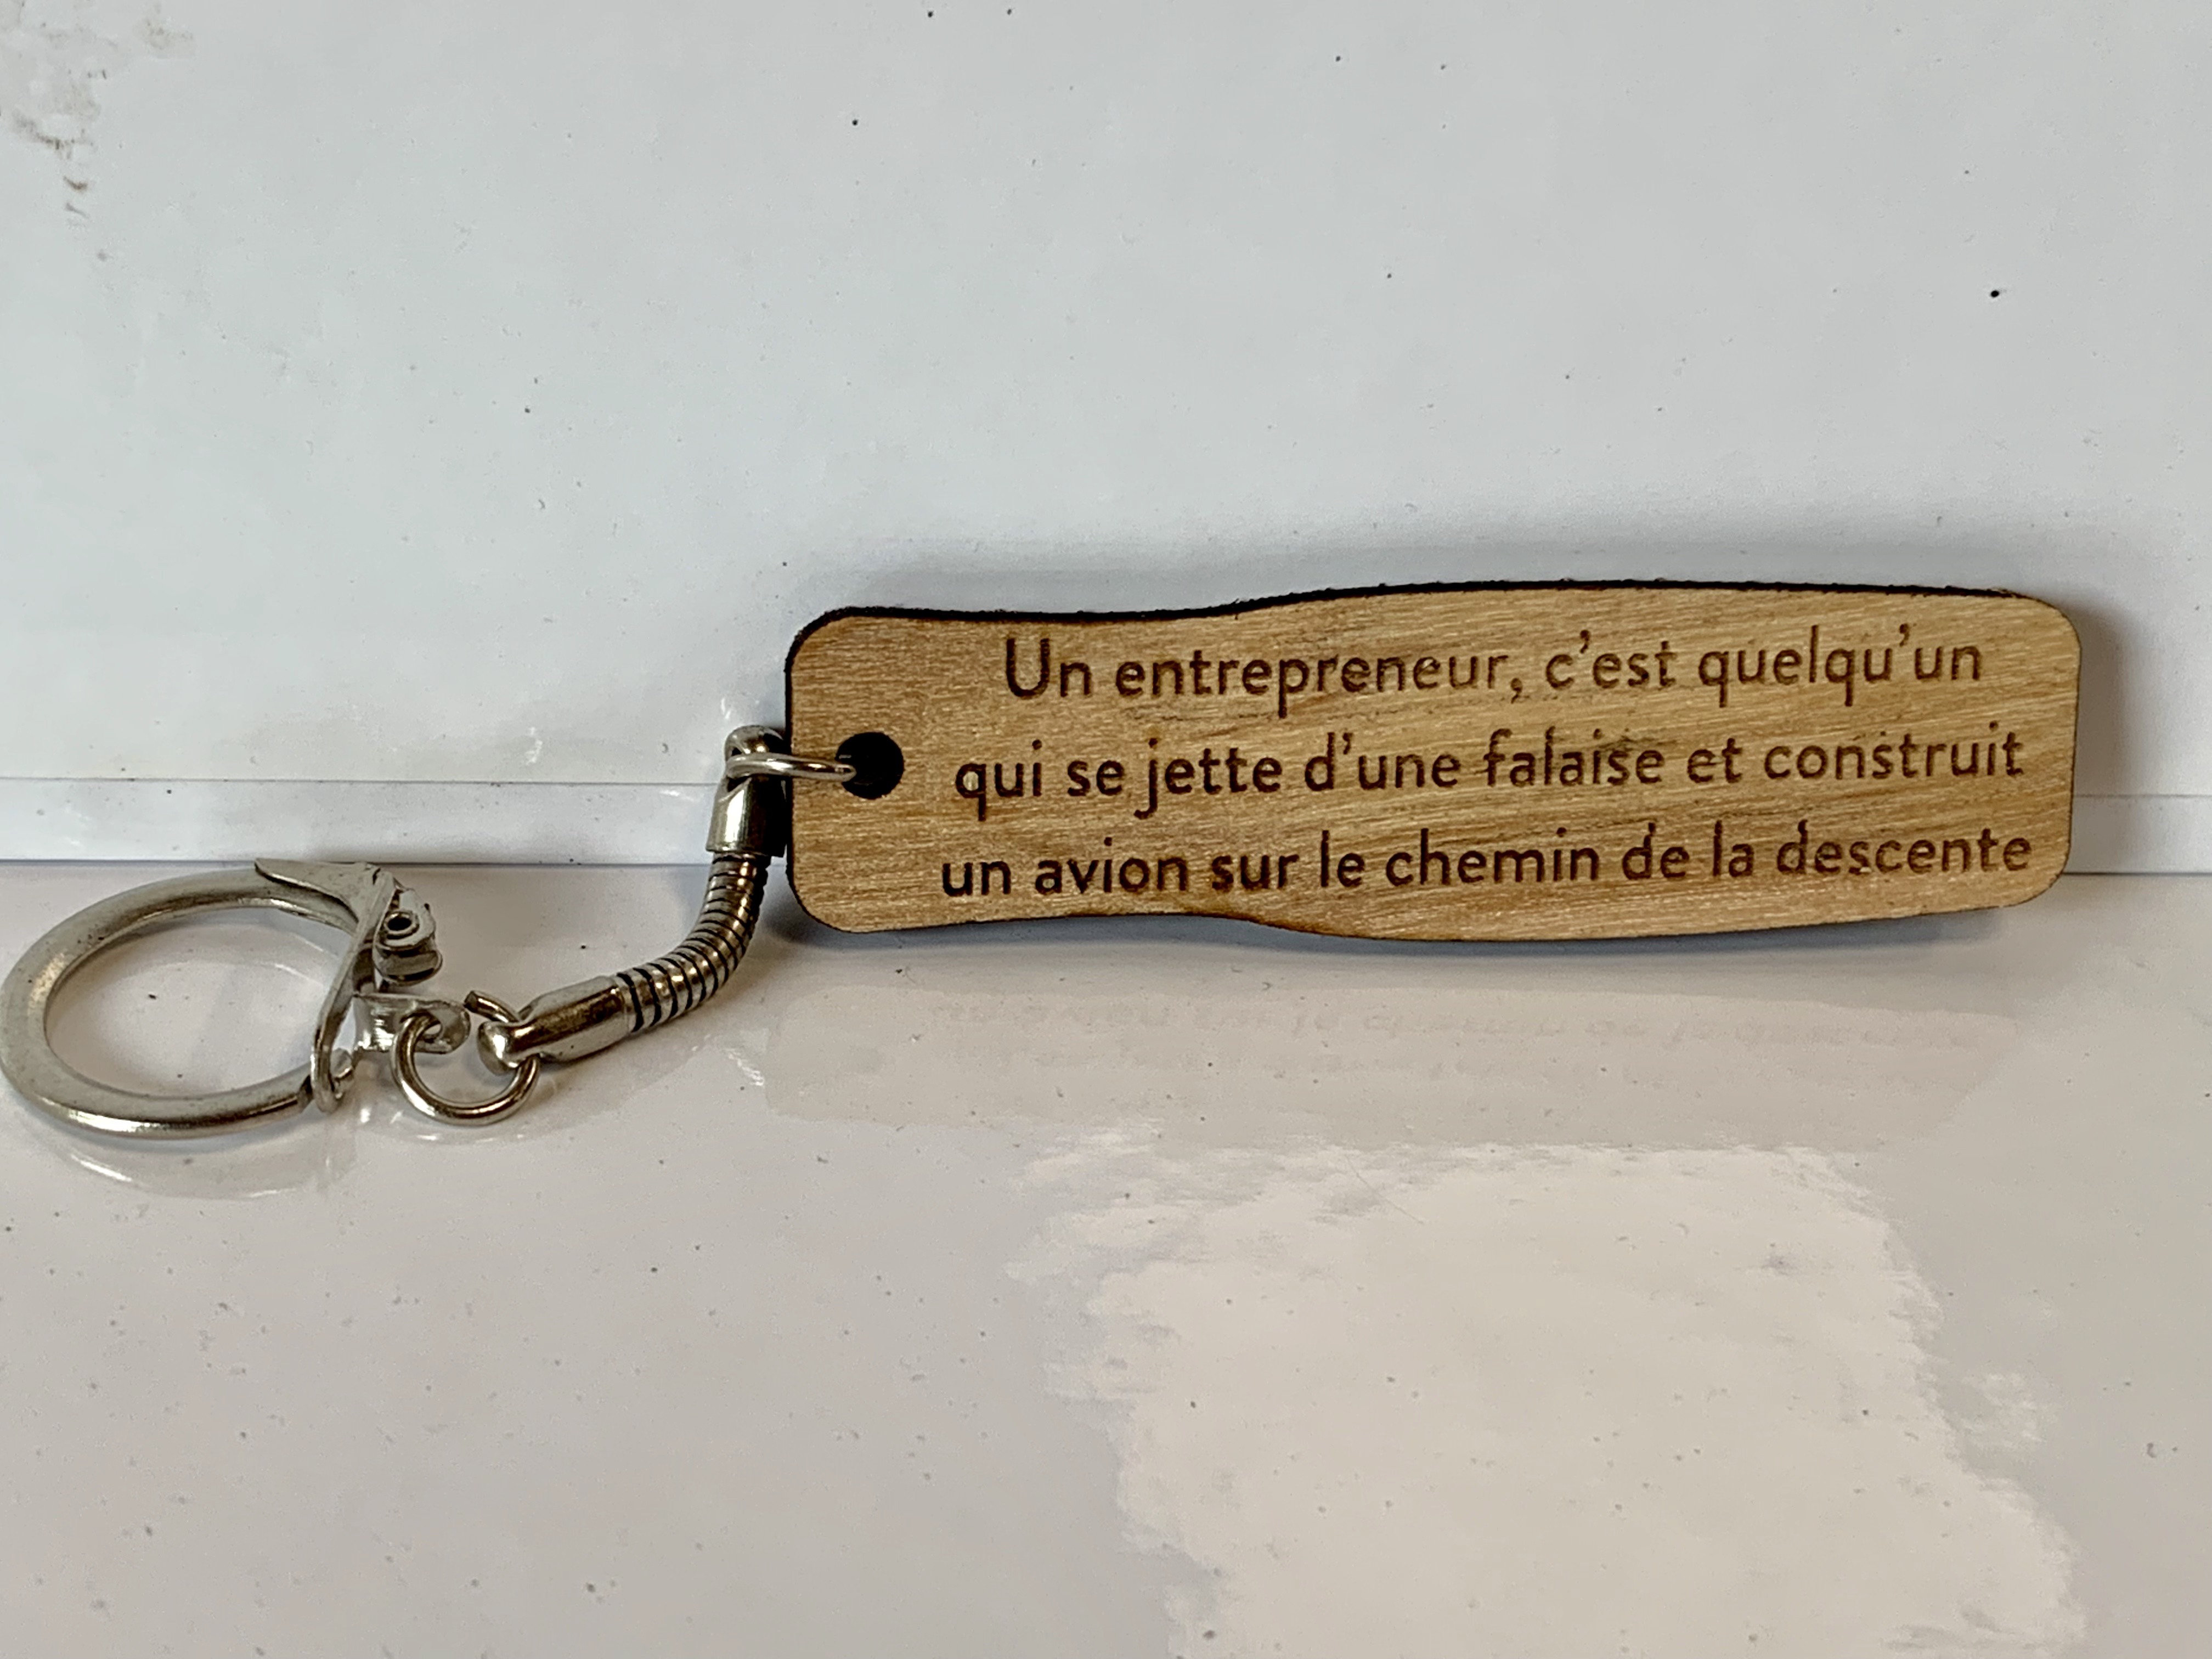 Un entrepreneur, c'est quelqu'un
qui se jette d'une falaise et construit
un avion sur le chemin de la descente